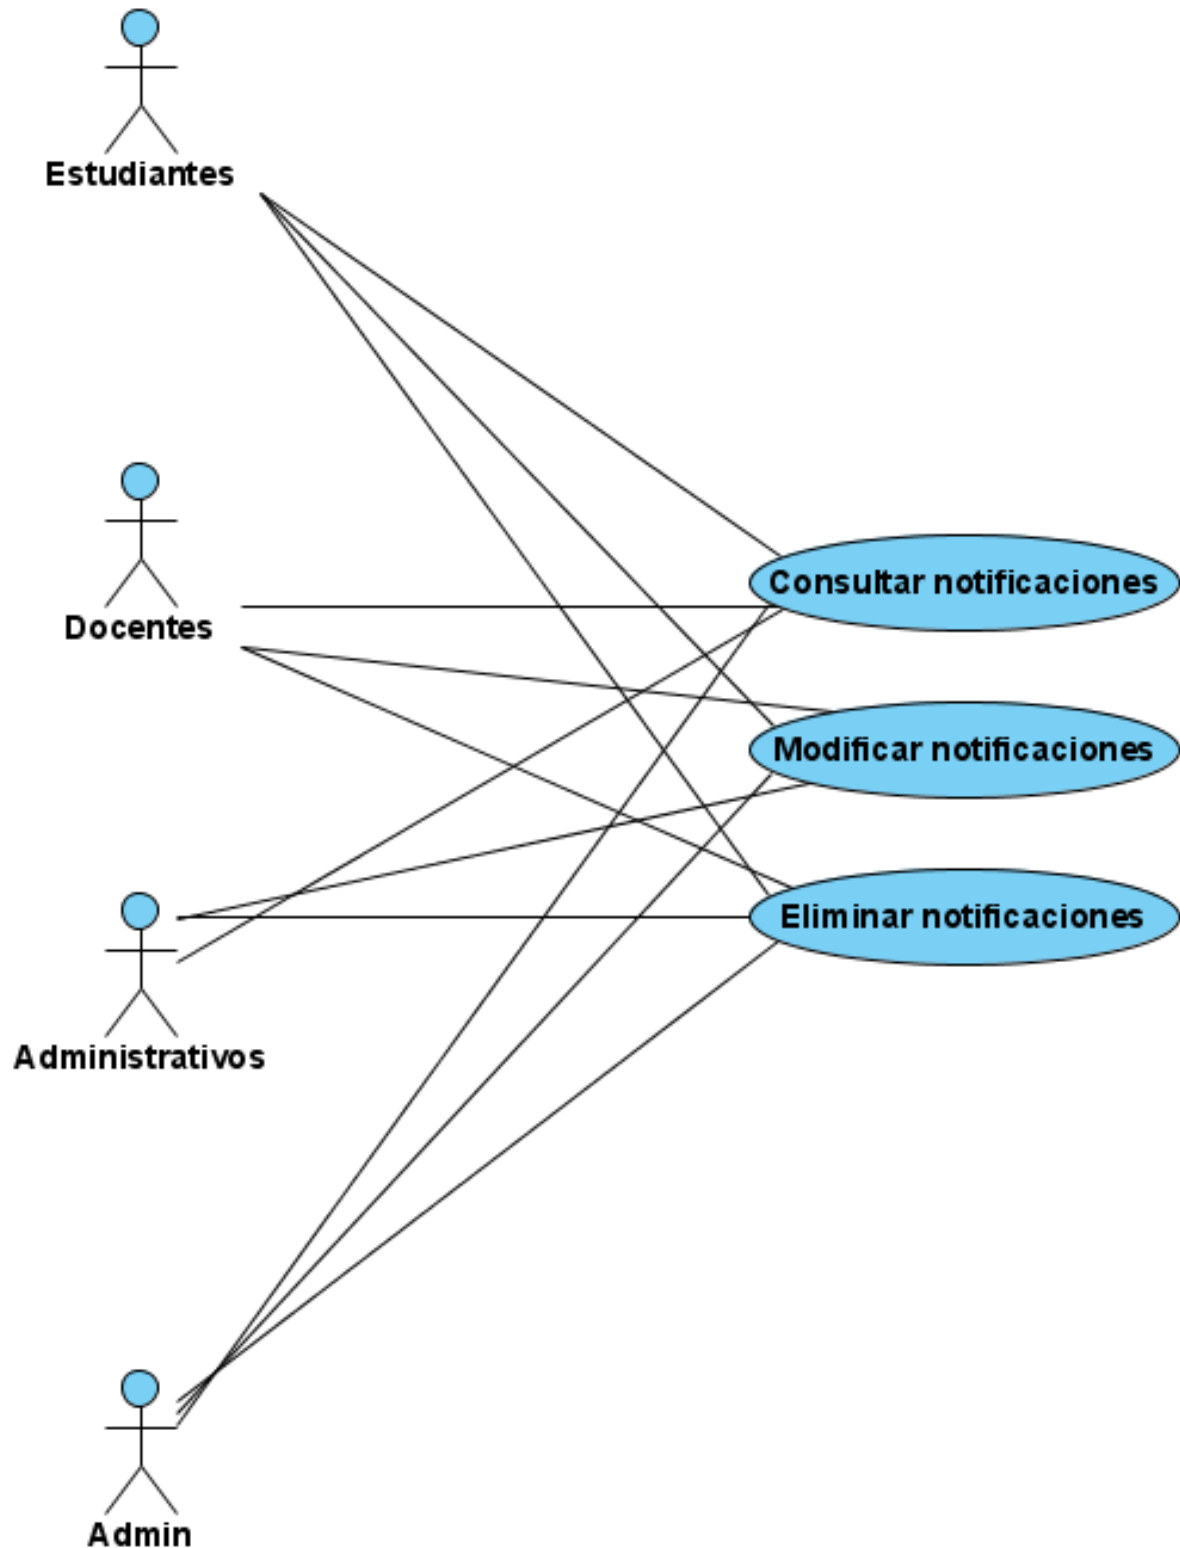 Estudiantes
Docentes
Consultar notificaciones
Modificar notificaciones
Eliminar notificaciones
Administrativos
Admin